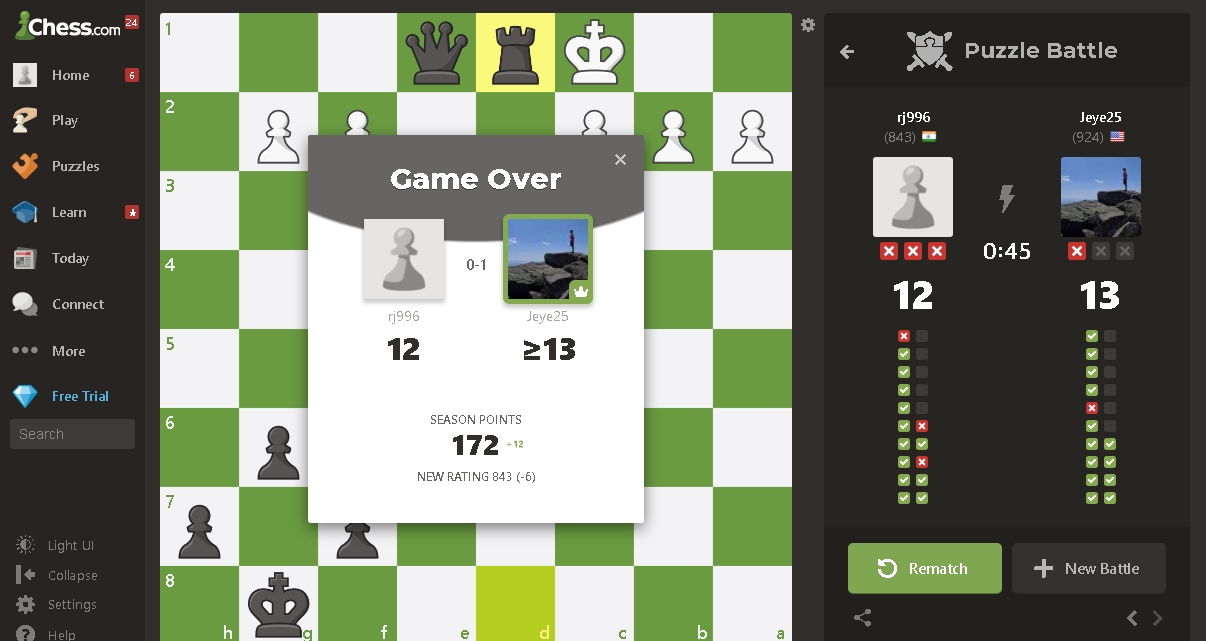 Chess.com 24
Home 6
Play
Puzzles
Learn
Today
Connect
More
Free Trial
Search
Light UI
Collapse
Settings
Help
1
2
3
4
5
6
7
8
h g f e d c b a
Game Over
0-1
rj996 Jeye25
12 ≥13
SEASON POINTS
172 +12
NEW RATING 843 (-6)
Puzzle Battle
rj996 Jeye25
(843) (924)
0:45
12 13
Rematch
New Battle